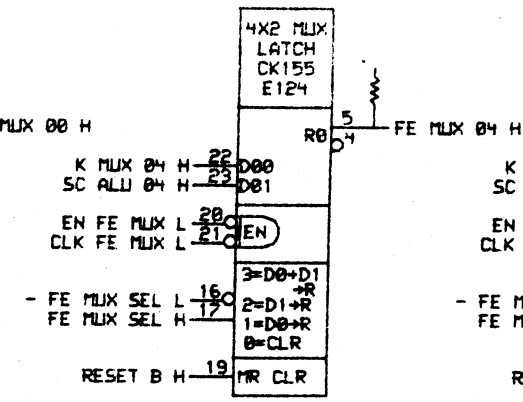 4X2 MUX
LATCH
CK155
E124
MUX 00 H
R0 5 FE MUX 04 H
4
K MUX 04 H 22 D00 K
SC ALU 04 H 23 D01 SC
EN FE MUX L 20 EN EN
CLK FE MUX L 21 CLK
3=D0+D1
→R
- FE MUX SEL L 16 2=D1→R - FE M
FE MUX SEL H 17 1=D0→R FE M
0=CLR
RESET B H 19 MR CLR R